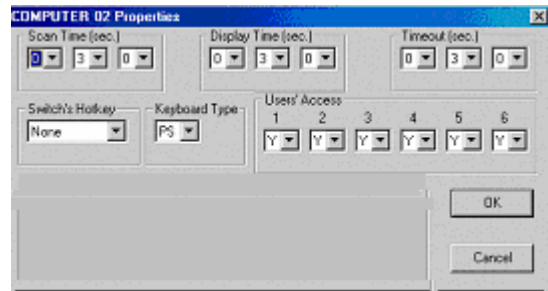 COMPUTER 02 Properties
Scan Time (sec.) Display Time (sec.) Timeout (sec.)
0 3 0 0 3 0 0 3 0
Switch's Hotkey Keyboard Type Users' Access
1 2 3 4 5 6
None PS Y Y Y Y Y Y
OK
Cancel